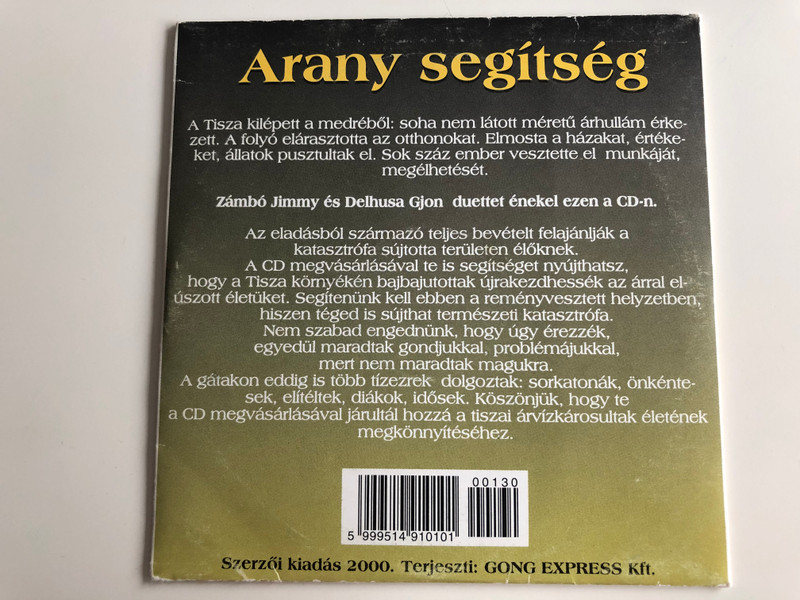 Arany segítség
A Tisza kilépett a medréből: soha nem látott méretű árhullám érke-
zett. A folyó elárasztotta az otthonokat. Elmosta a házakat, értéke-
ket, állatok pusztultak el. Sok száz ember vesztette el munkáját,
megélhetését.
Zámbó Jimmy és Delhusa Gjon duettet énekel ezen a CD-n.
Az eladásból származó teljes bevételt felajánlják a
katasztrófa sújtotta területen élőknek.
A CD megvásárlásával te is segítséget nyújthatsz,
hogy a Tisza környékén bajbajutottak újrakezdhessék az árral el-
úszott életüket. Segítenünk kell ebben a reményvesztett helyzetben,
hiszen téged is sújthat természeti katasztrófa.
Nem szabad engednünk, hogy úgy érezzék,
egyedül maradtak gondjukkal, problémájukkal,
mert nem maradtak magukra.
A gátakon eddig is több tízezrek dolgoztak: sorkatonák, önkénte-
sek, elítéltek, diákok, idősek. Köszönjük, hogy te
a CD megvásárlásával járultál hozzá a tiszai árvízkárosultak életének
megkönnyítéséhez.
00130
5 999514 910101
Szerzői kiadás 2000. Terjeszti: GONG EXPRESS Kft.